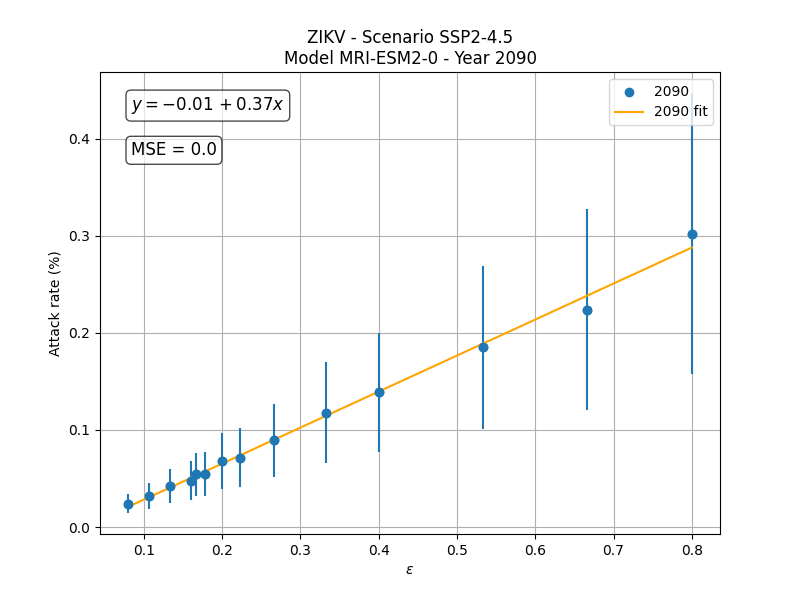 ZIKV - Scenario SSP2-4.5
Model MRI-ESM2-0 - Year 2090
y = −0.01 + 0.37x
MSE = 0.0
2090
2090 fit
Attack rate (%)
0.4
0.3
0.2
0.1
0.0
0.1 0.2 0.3 0.4 0.5 0.6 0.7 0.8
ε